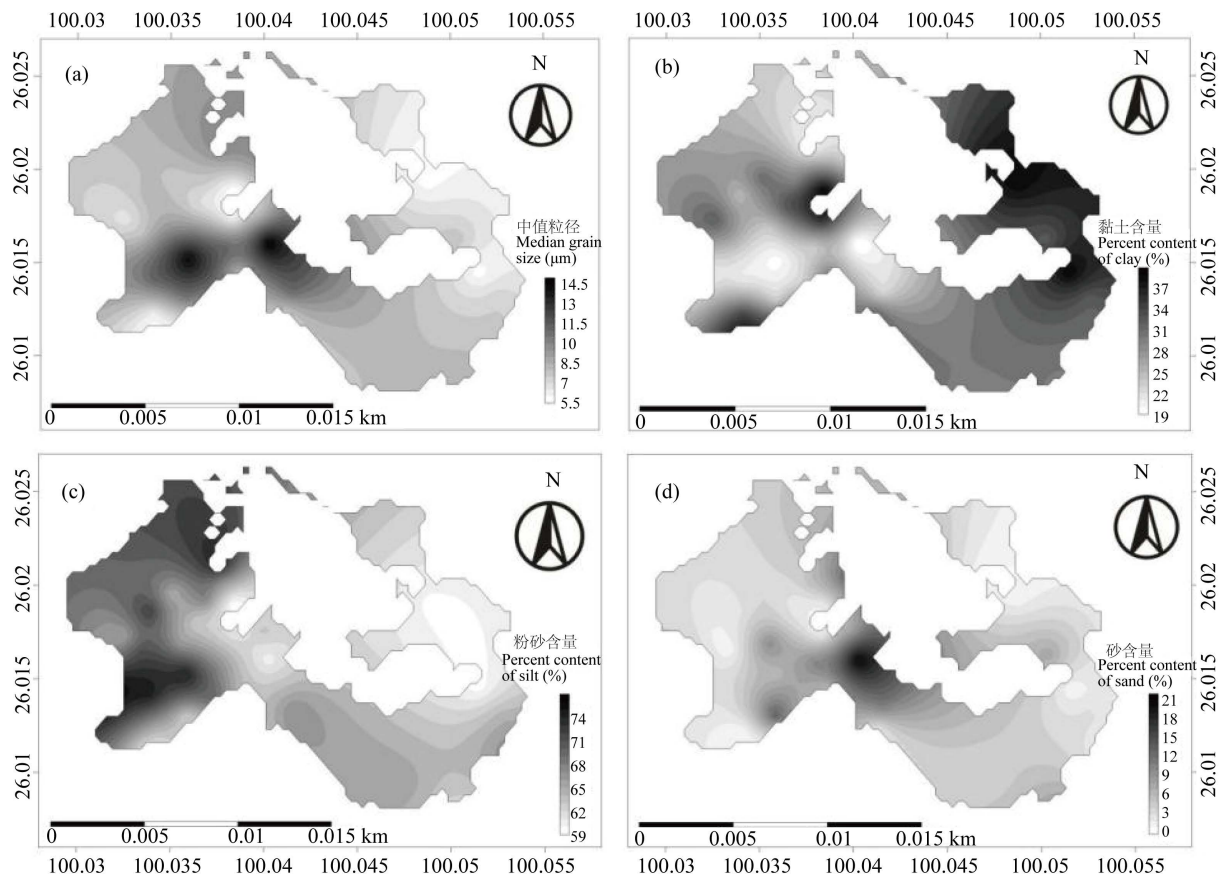 100.03 100.035 100.04 100.045 100.05 100.055
100.03 100.035 100.04 100.045 100.05 100.055
26.025
26.02
26.015
26.01
(a)
N
中值粒径
Median grain
size (μm)
14.5
13
11.5
10
8.5
7
5.5
0 0.005 0.01 0.015 km
(b)
N
黏土含量
Percent content
of clay (%)
37
34
31
28
25
22
19
0 0.005 0.01 0.015 km
26.025
26.02
26.015
26.01
26.025
26.02
26.015
26.01
(c)
N
粉砂含量
Percent content
of silt (%)
74
71
68
65
62
59
0 0.005 0.01 0.015 km
(d)
N
砂含量
Percent content
of sand (%)
21
18
15
12
9
6
3
0
0 0.005 0.01 0.015 km
26.025
26.02
26.015
26.01
100.03 100.035 100.04 100.045 100.05 100.055
100.03 100.035 100.04 100.045 100.05 100.055